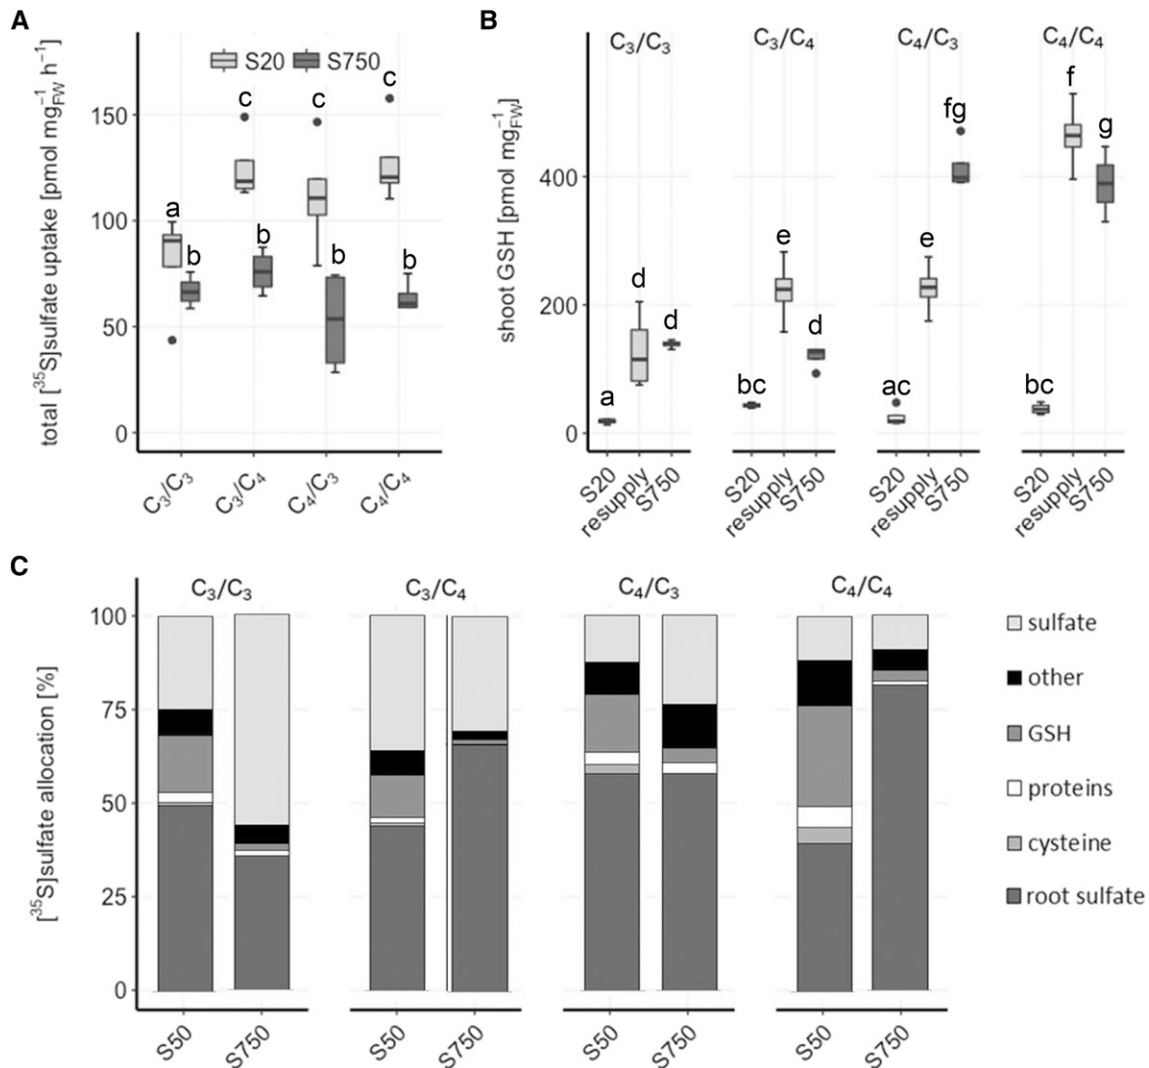 A
total [³⁵S]sulfate uptake [pmol mg⁻¹FW h⁻¹]
S20 S750
150
100
50
0
a
b
c
b
c
b
c
b
C₃/C₃
C₃/C₄
C₄/C₃
C₄/C₄
B
shoot GSH [pmol mg⁻¹FW]
C₃/C₃
C₃/C₄
C₄/C₃
C₄/C₄
400
200
0
a
d
d
bc
e
d
ac
e
fg
bc
f
g
S20
resupply
S750
S20
resupply
S750
S20
resupply
S750
S20
resupply
S750
C
[³⁵S]sulfate allocation [%]
C₃/C₃
C₃/C₄
C₄/C₃
C₄/C₄
100
75
50
25
0
S50
S750
S50
S750
S50
S750
S50
S750
sulfate
other
GSH
proteins
cysteine
root sulfate